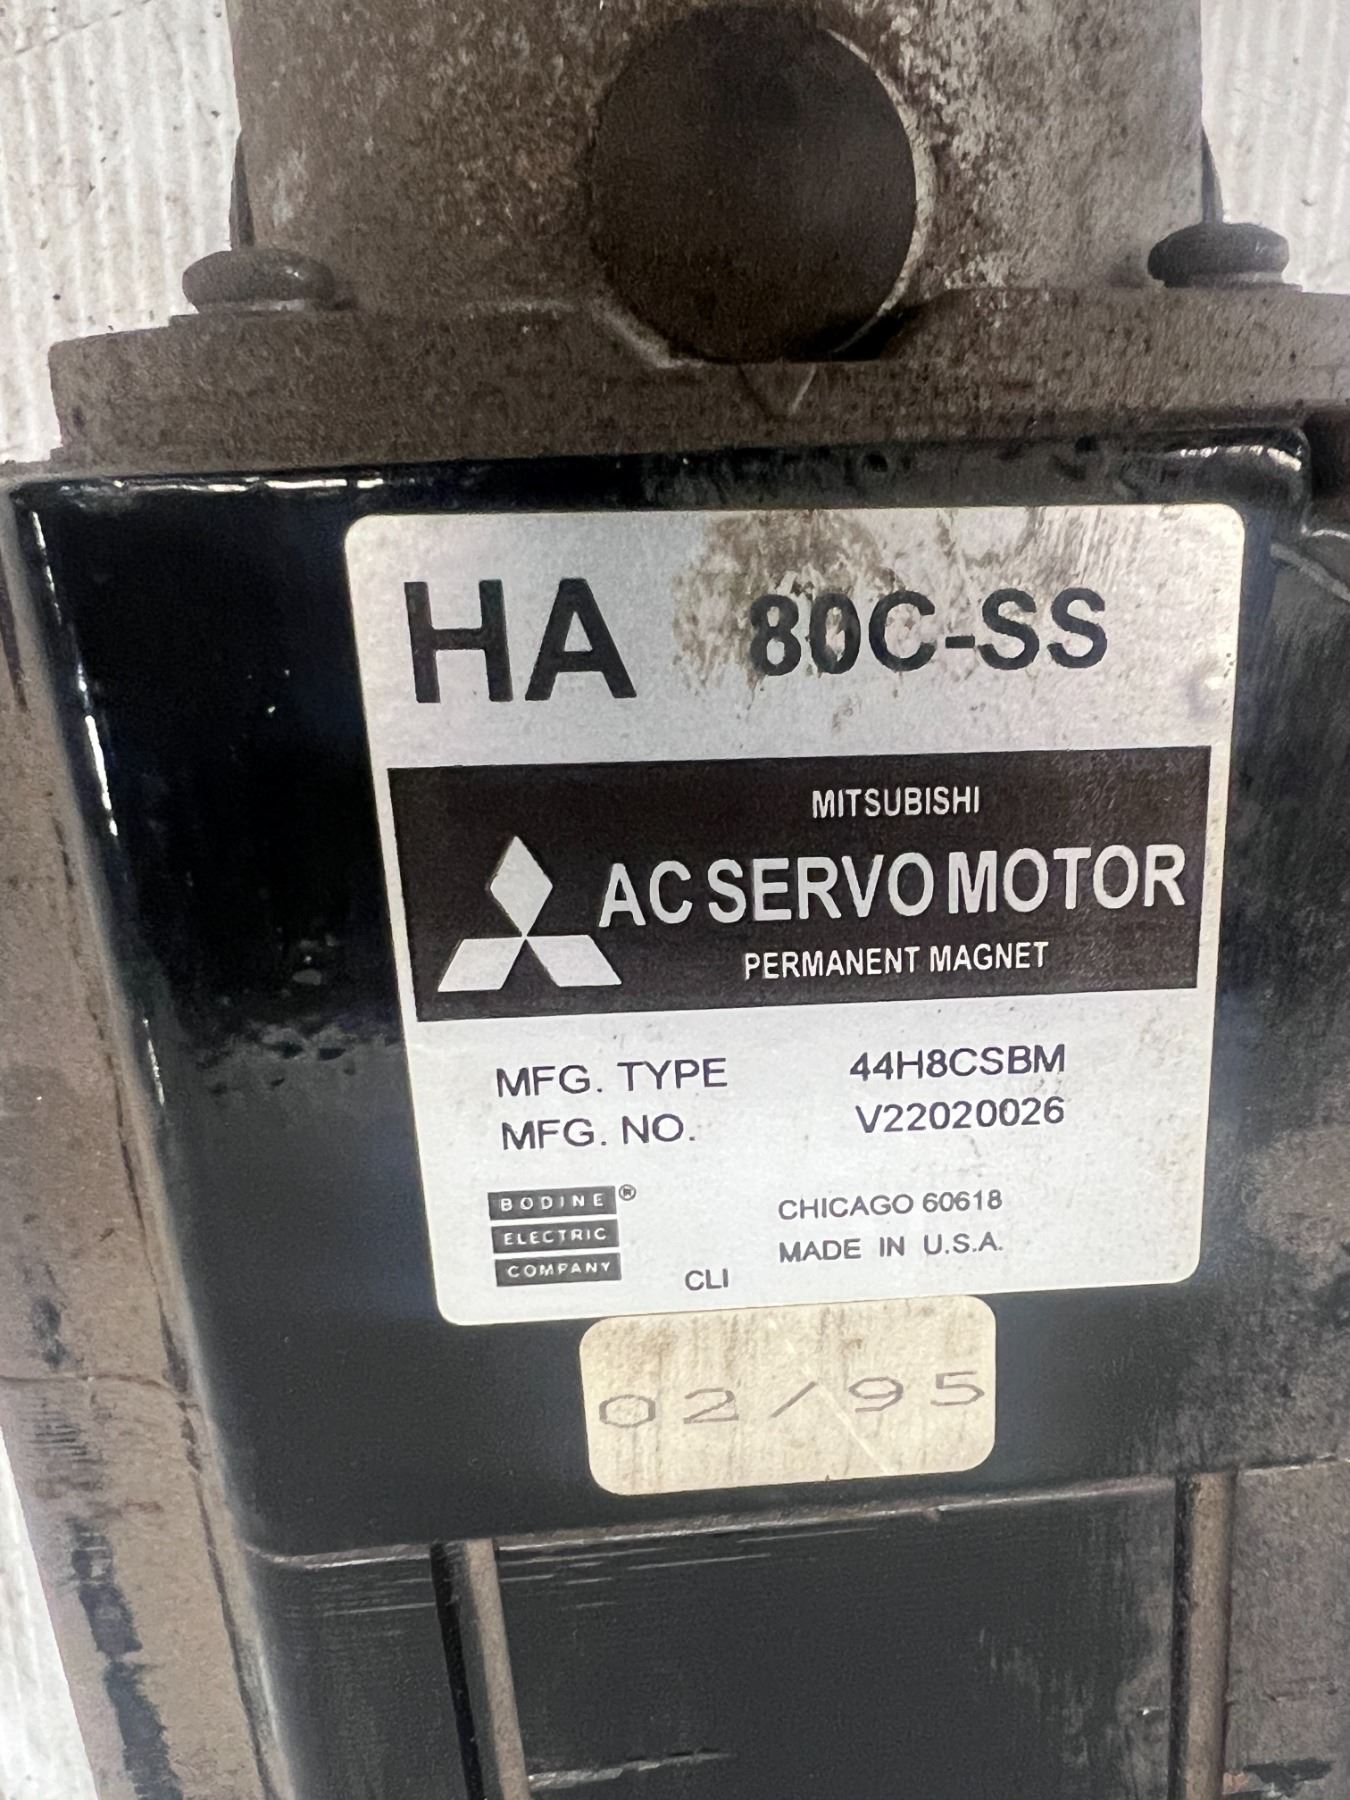 HA 80C-SS
MITSUBISHI
AC SERVO MOTOR
PERMANENT MAGNET
MFG. TYPE 44H8CSBM
MFG. NO. V22020026
BODINE ®
ELECTRIC
COMPANY
CHICAGO 60618
MADE IN U.S.A.
CLI
02/95